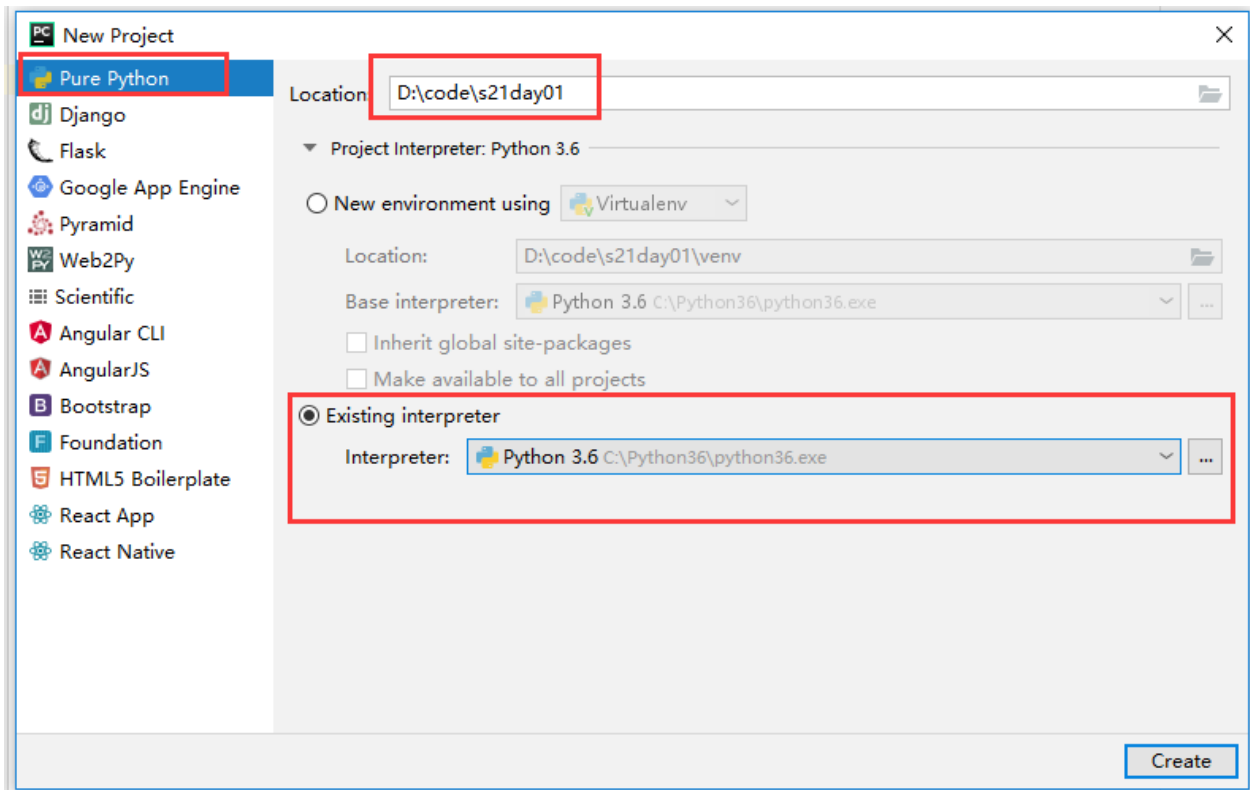 New Project
Pure Python
Django
Flask
Google App Engine
Pyramid
Web2Py
Scientific
Angular CLI
AngularJS
Bootstrap
Foundation
HTML5 Boilerplate
React App
React Native
Location: D:\code\s21day01
Project Interpreter: Python 3.6
New environment using Virtualenv
Location: D:\code\s21day01\venv
Base interpreter: Python 3.6 C:\Python36\python36.exe ...
Inherit global site-packages
Make available to all projects
Existing interpreter
Interpreter: Python 3.6 C:\Python36\python36.exe ...
Create